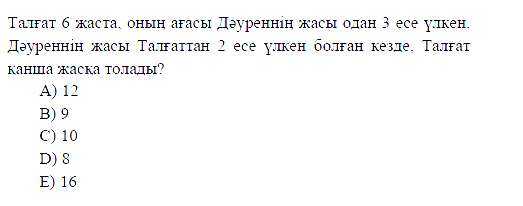 Талғат 6 жаста, оның ағасы Дәуреннің жасы одан 3 есе үлкен.
Дәуреннің жасы Талғаттан 2 есе үлкен болған кезде, Талғат
қанша жасқа толады?
A) 12
B) 9
C) 10
D) 8
E) 16